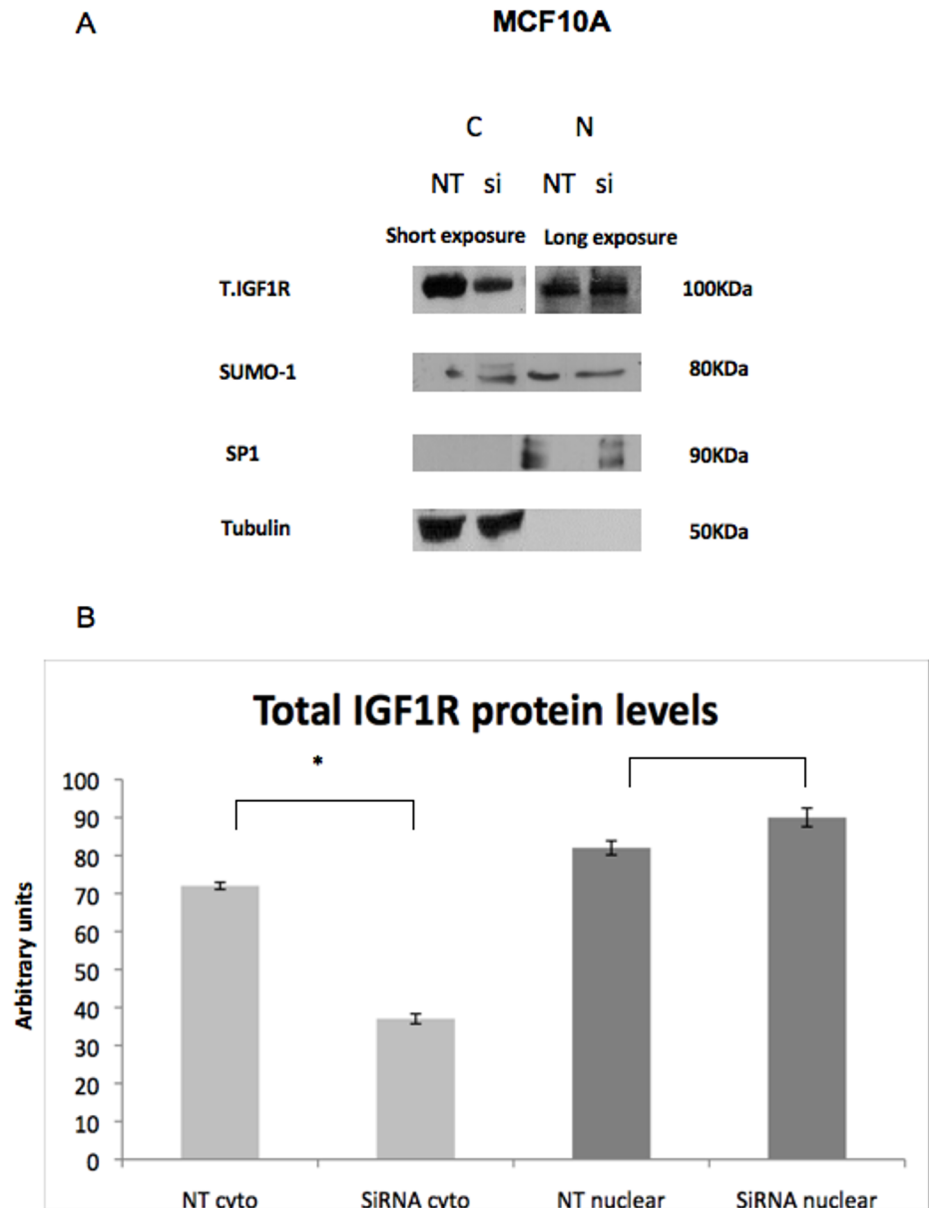 A
MCF10A
C N
NT si NT si
Short exposure Long exposure
T.IGF1R 100KDa
SUMO-1 80KDa
SP1 90KDa
Tubulin 50KDa
B
Total IGF1R protein levels
*
100
90
80
70
60
50
40
30
20
10
0
Arbitrary units
NT cyto SiRNA cyto NT nuclear SiRNA nuclear